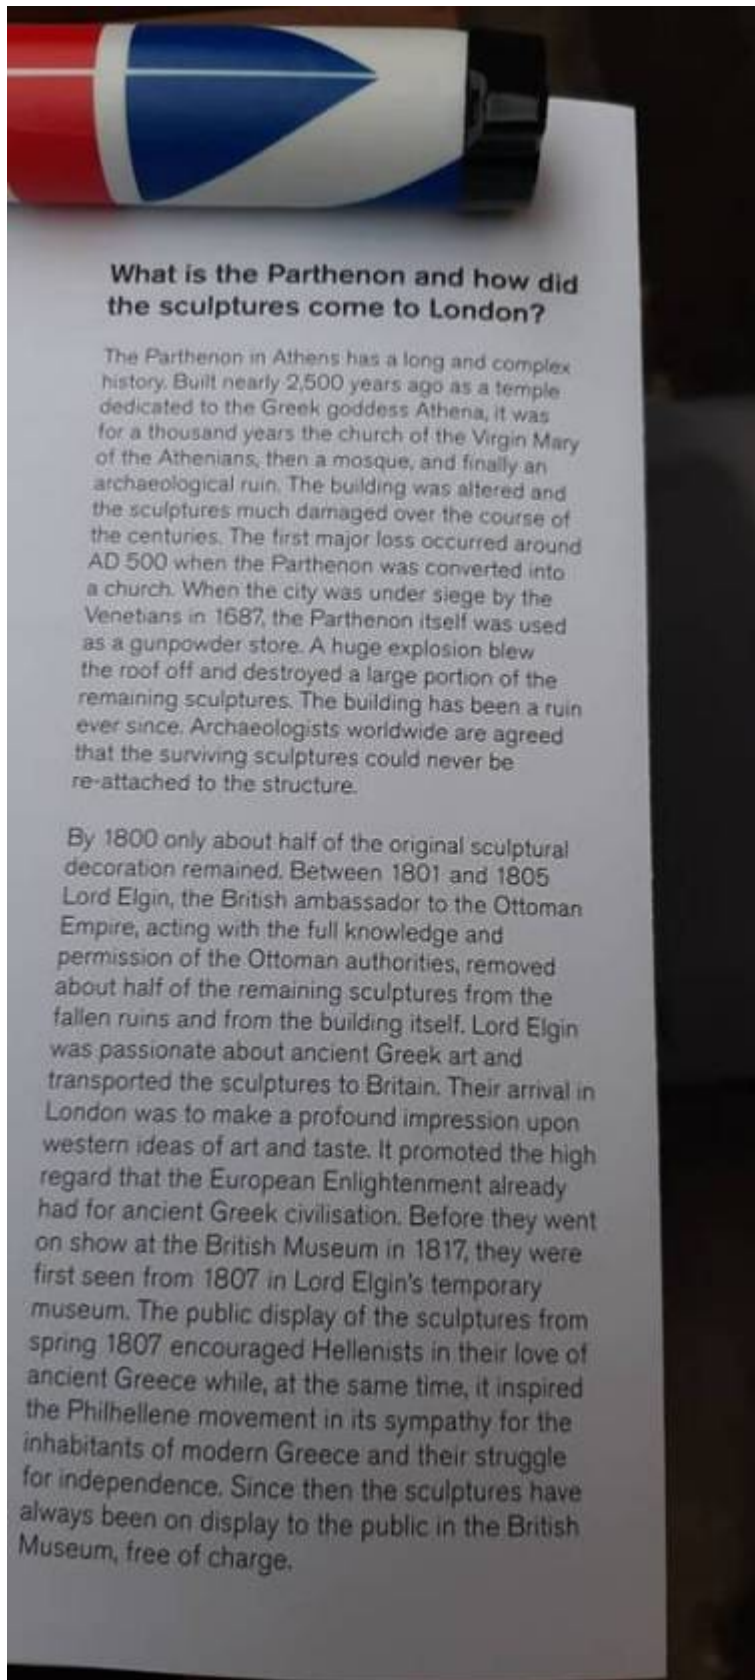 What is the Parthenon and how did
the sculptures come to London?
The Parthenon in Athens has a long and complex
history. Built nearly 2,500 years ago as a temple
dedicated to the Greek goddess Athena, it was
for a thousand years the church of the Virgin Mary
of the Athenians, then a mosque, and finally an
archaeological ruin. The building was altered and
the sculptures much damaged over the course of
the centuries. The first major loss occurred around
AD 500 when the Parthenon was converted into
a church. When the city was under siege by the
Venetians in 1687, the Parthenon itself was used
as a gunpowder store. A huge explosion blew
the roof off and destroyed a large portion of the
remaining sculptures. The building has been a ruin
ever since. Archaeologists worldwide are agreed
that the surviving sculptures could never be
re-attached to the structure.
By 1800 only about half of the original sculptural
decoration remained. Between 1801 and 1805
Lord Elgin, the British ambassador to the Ottoman
Empire, acting with the full knowledge and
permission of the Ottoman authorities, removed
about half of the remaining sculptures from the
fallen ruins and from the building itself. Lord Elgin
was passionate about ancient Greek art and
transported the sculptures to Britain. Their arrival in
London was to make a profound impression upon
western ideas of art and taste. It promoted the high
regard that the European Enlightenment already
had for ancient Greek civilisation. Before they went
on show at the British Museum in 1817, they were
first seen from 1807 in Lord Elgin's temporary
museum. The public display of the sculptures from
spring 1807 encouraged Hellenists in their love of
ancient Greece while, at the same time, it inspired
the Philhellene movement in its sympathy for the
inhabitants of modern Greece and their struggle
for independence. Since then the sculptures have
always been on display to the public in the British
Museum, free of charge.